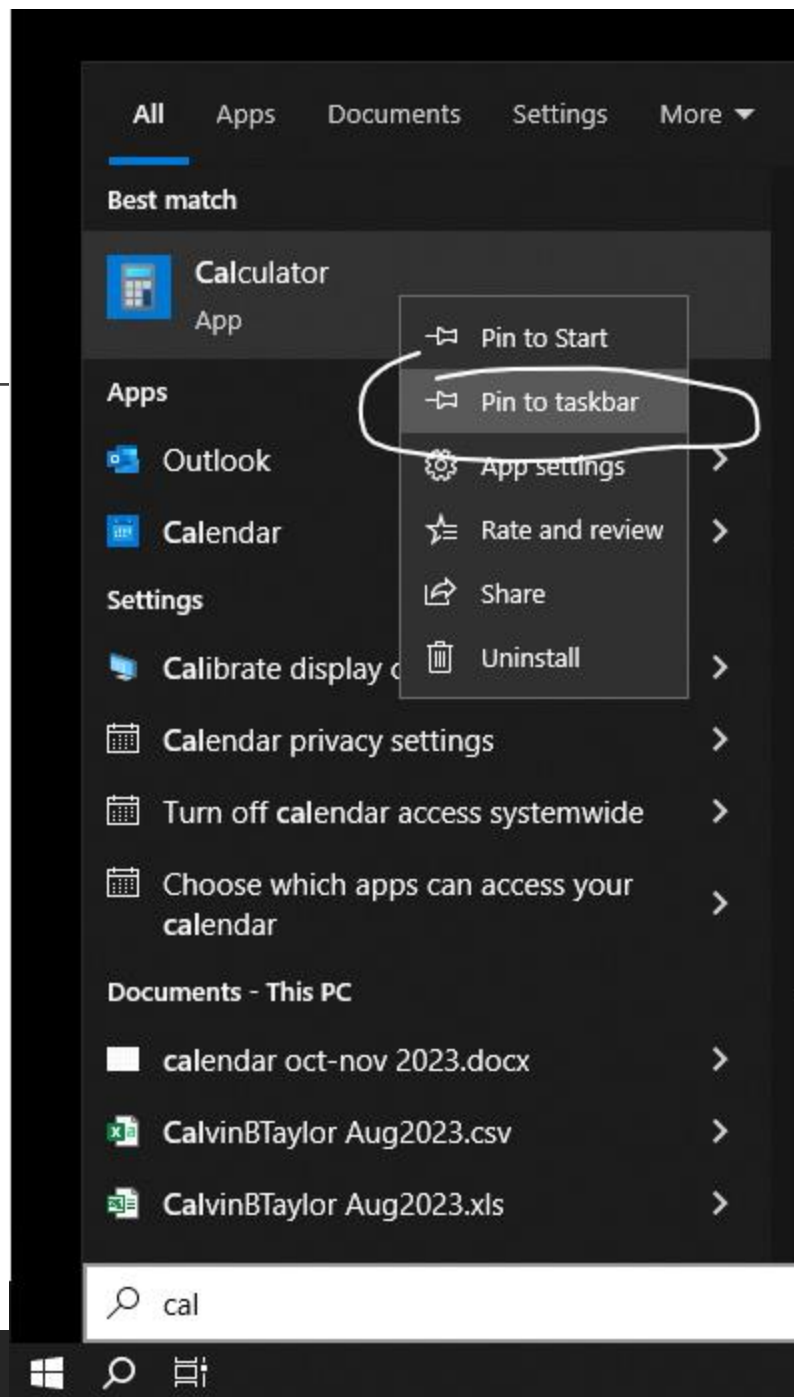 All Apps Documents Settings More
Best match
Calculator
App
Pin to Start
Pin to taskbar
App settings
Rate and review
Share
Uninstall
Apps
Outlook
Calendar
Settings
Calibrate display
Calendar privacy settings
Turn off calendar access systemwide
Choose which apps can access your
calendar
Documents - This PC
calendar oct-nov 2023.docx
CalvinBTaylor Aug2023.csv
CalvinBTaylor Aug2023.xls
cal